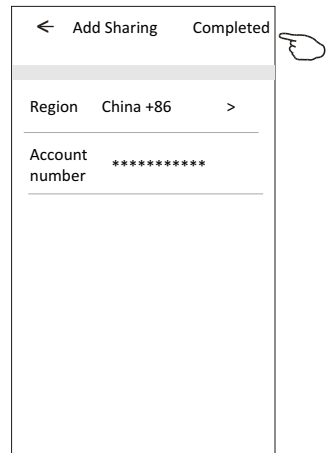 ← Add Sharing Completed
Region China +86 >
Account
number ***********